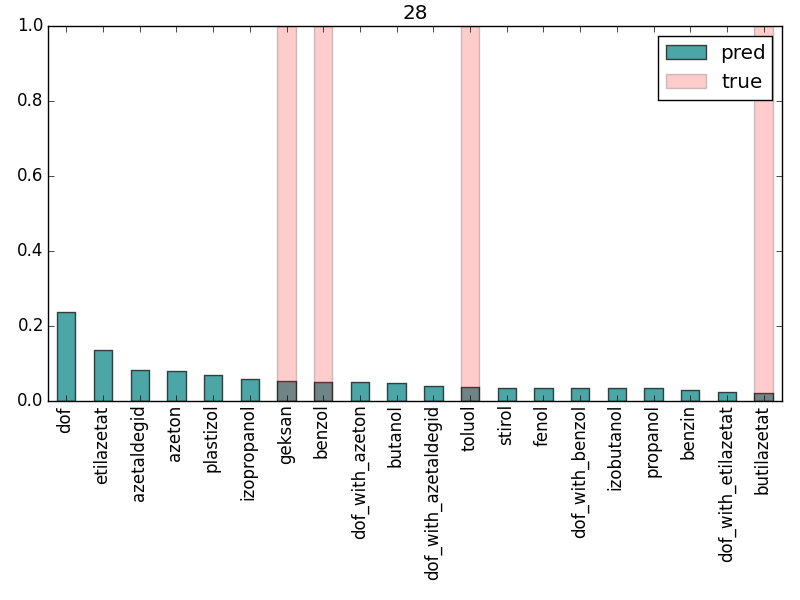 28
1.0
0.8
0.6
0.4
0.2
0.0
pred
true
dof
etilazetat
azetaldegid
azeton
plastizol
izopropanol
geksan
benzol
dof_with_azeton
butanol
dof_with_azetaldegid
toluol
stirol
fenol
dof_with_benzol
izobutanol
propanol
benzin
dof_with_etilazetat
butilazetat